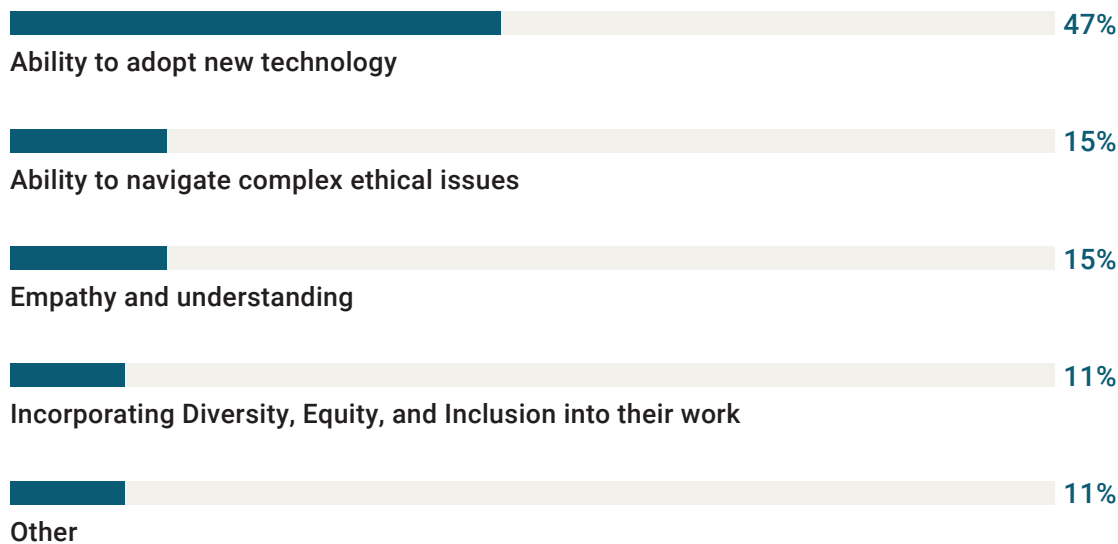 47%
Ability to adopt new technology
15%
Ability to navigate complex ethical issues
15%
Empathy and understanding
11%
Incorporating Diversity, Equity, and Inclusion into their work
11%
Other